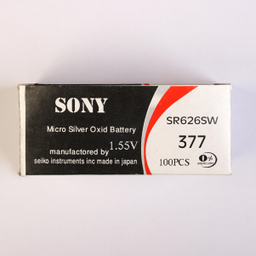 SONY
Micro Silver Oxid Battery
1.55V
manufactored by
seiko instruments inc made in japan
SR626SW
377
100PCS